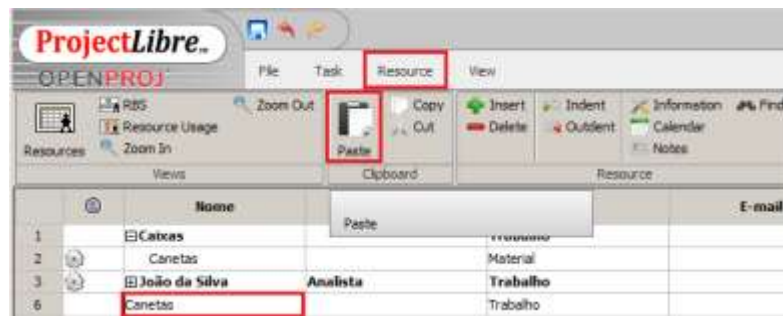 ProjectLibre
OPENPROJ
File Task Resource View
RBS Zoom Out Copy Insert Indent Information
Resource Usage Cut Delete Outdent Calendar
Resources Zoom In Paste Notes
Views Clipboard Resource
Nome E-mail
Paste
1 Caixas
2 Canetas Material
3 João da Silva Analista Trabalho
6 Canetas Trabalho